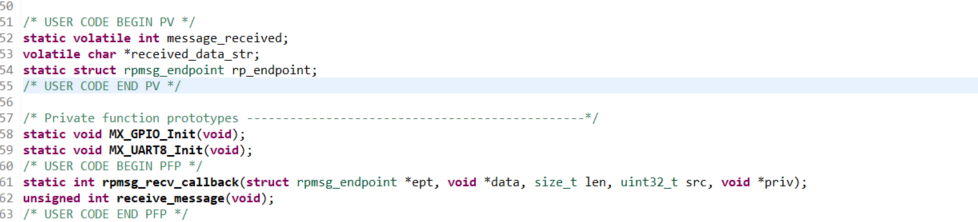 50
51 /* USER CODE BEGIN PV */
52 static volatile int message_received;
53 volatile char *received_data_str;
54 static struct rpmsg_endpoint rp_endpoint;
55 /* USER CODE END PV */
56
57 /* Private function prototypes -----------------------------------------------*/
58 static void MX_GPIO_Init(void);
59 static void MX_UART8_Init(void);
60 /* USER CODE BEGIN PFP */
61 static int rpmsg_recv_callback(struct rpmsg_endpoint *ept, void *data, size_t len, uint32_t src, void *priv);
62 unsigned int receive_message(void);
63 /* USER CODE END PFP */